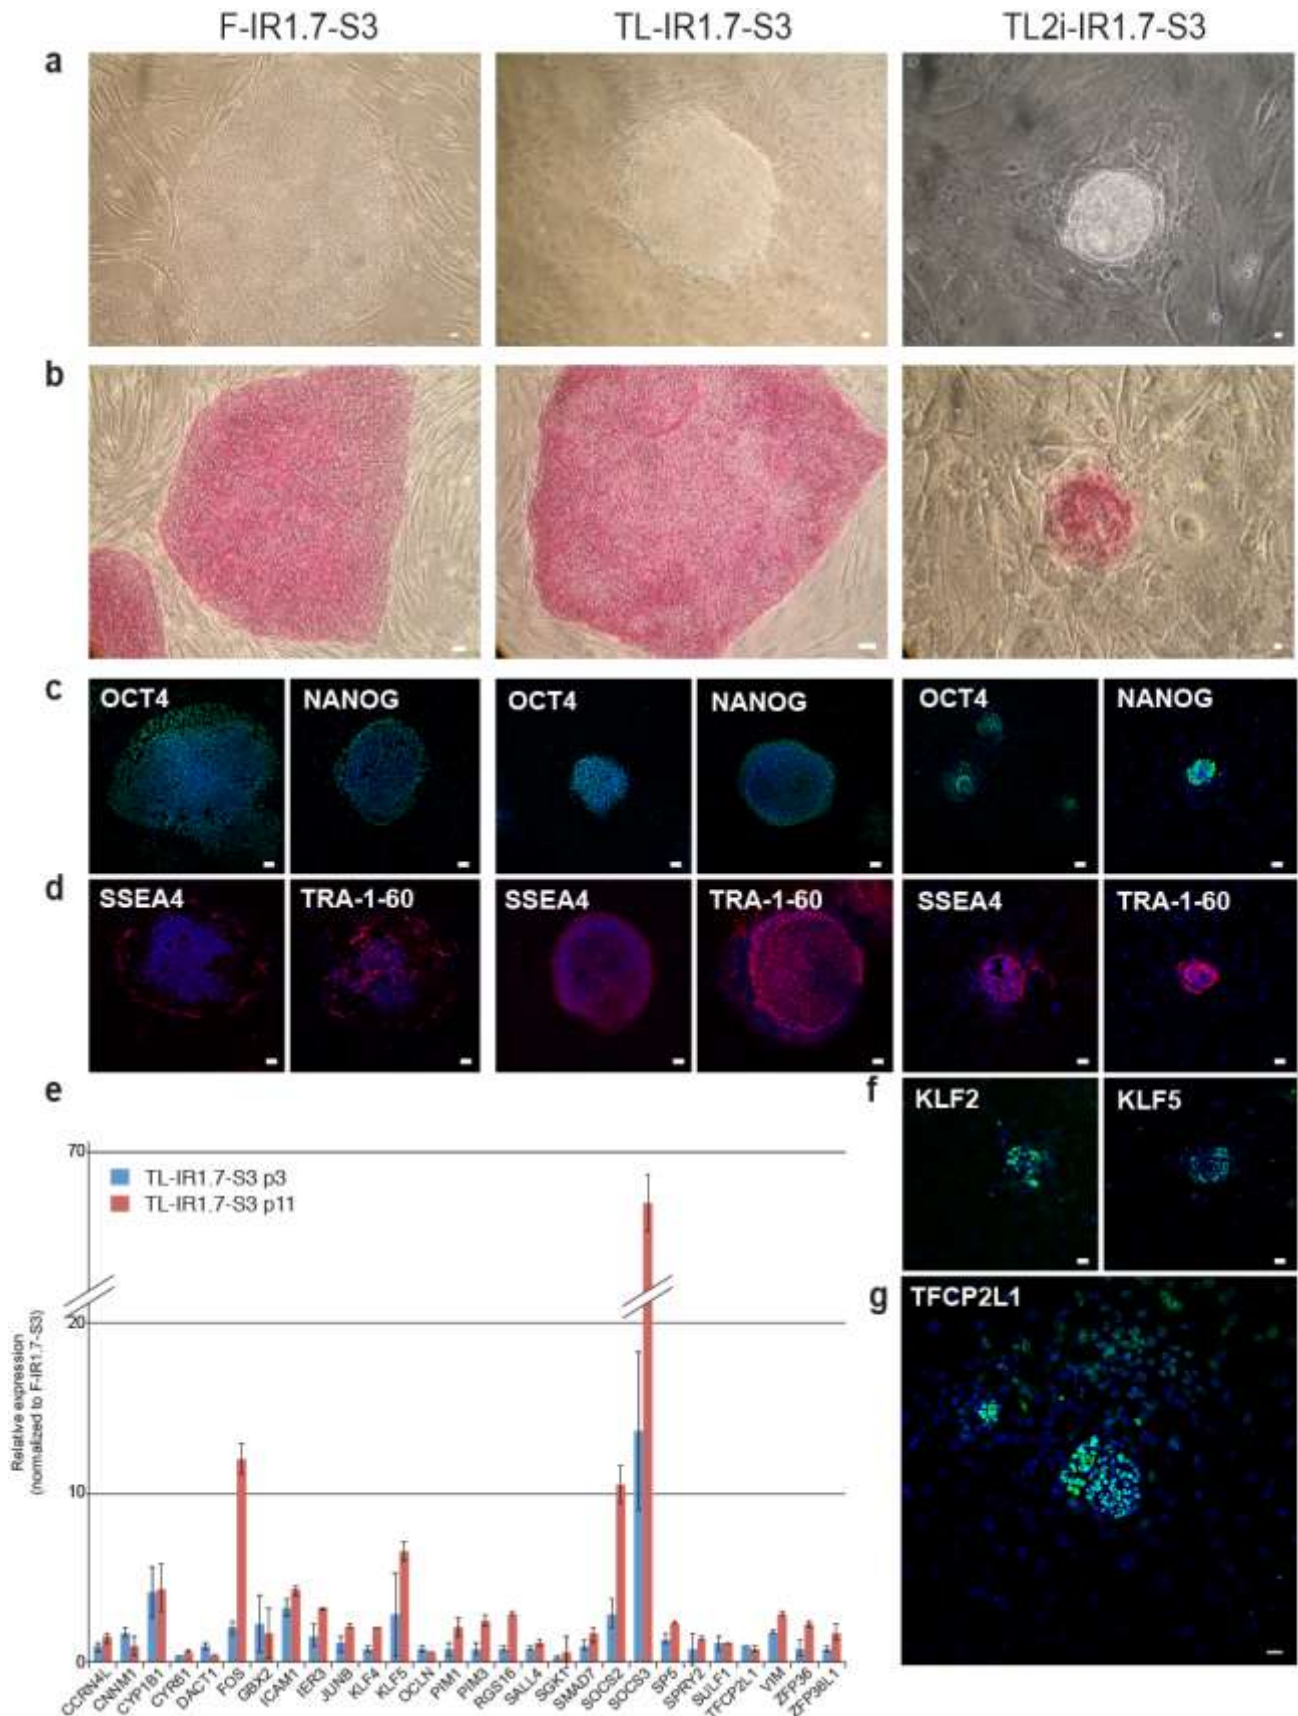 F-IR1.7-S3 TL-IR1.7-S3 TL2i-IR1.7-S3
a
b
c
OCT4 NANOG OCT4 NANOG OCT4 NANOG
d
SSEA4 TRA-1-60 SSEA4 TRA-1-60 SSEA4 TRA-1-60
e
70
20
10
0
Relative expression
(normalized to F-IR1.7-S3)
TL-IR1.7-S3 p3
TL-IR1.7-S3 p11
CCRN4L
CNNM1
CYP1B1
CYR61
DACT1
FOS
GBX2
ICAM1
IER3
JUNB
KLF4
KLF5
OCLN
PIM1
PIM3
RGS16
SALL4
SGK1
SMAD7
SOCS2
SOCS3
SP5
SPRY2
SULF1
TFCP2L1
VIM
ZFP36
ZFP36L1
f
KLF2 KLF5
g
TFCP2L1